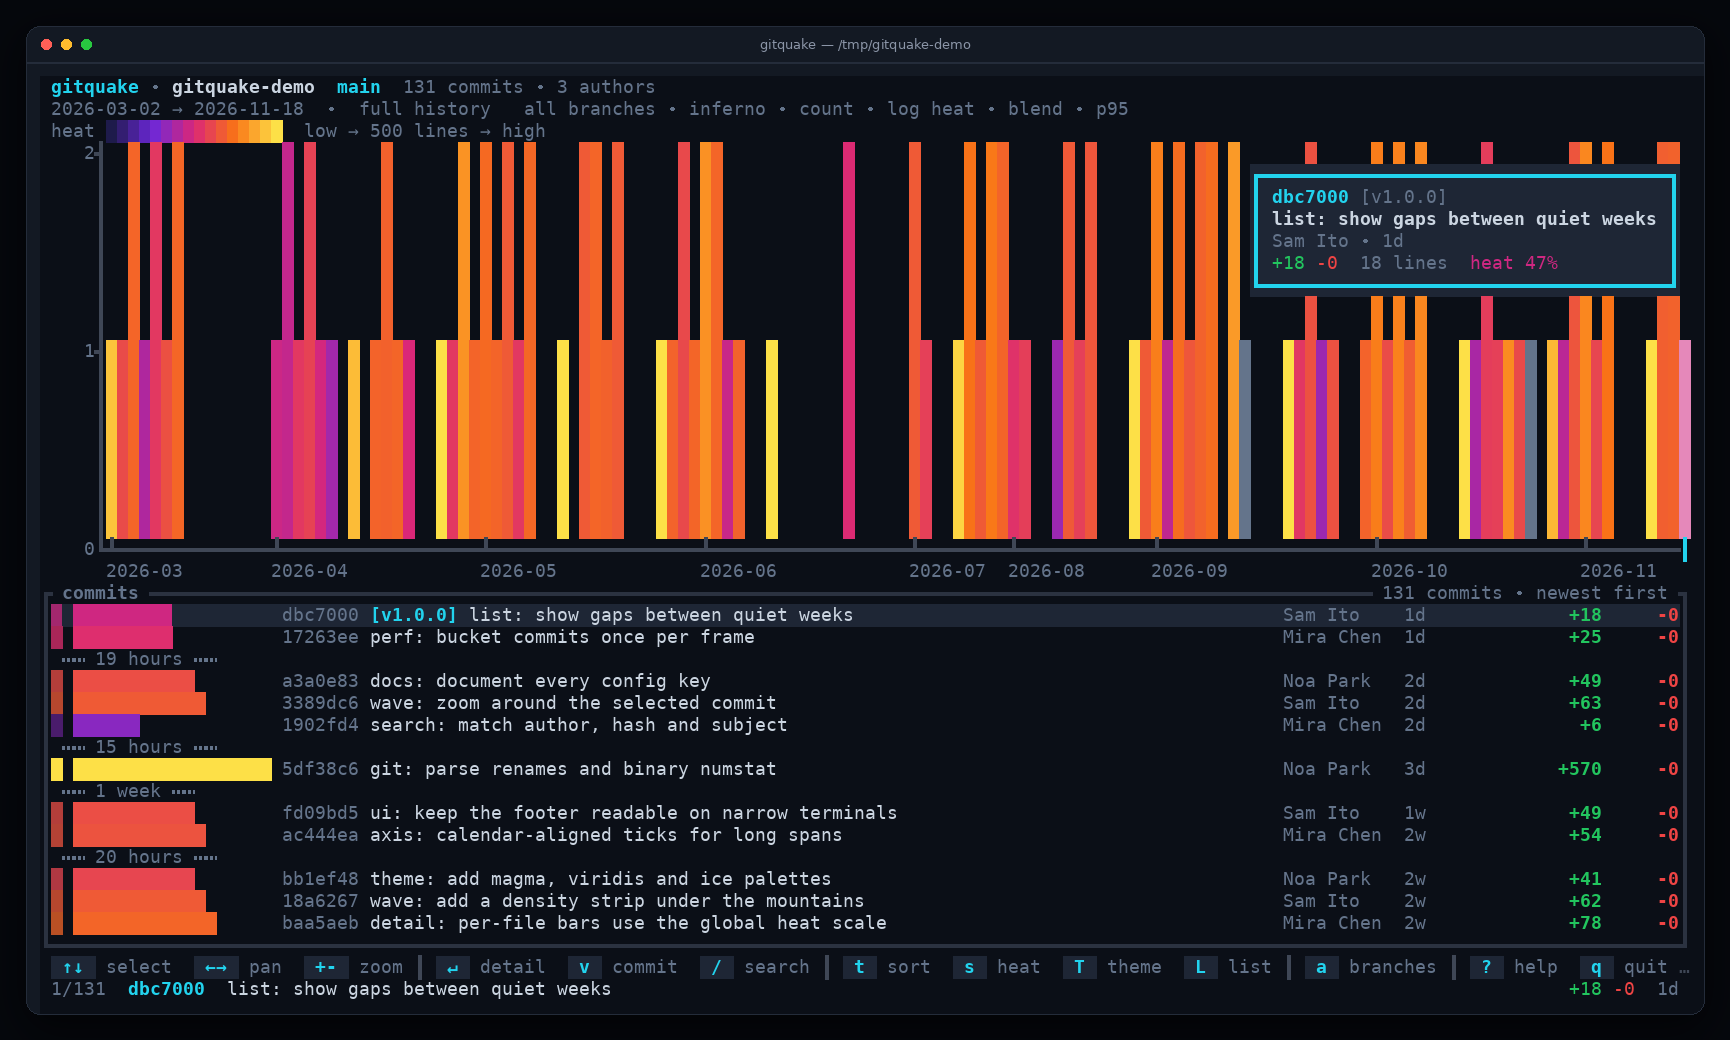 gitquake — /tmp/gitquake-demo
gitquake • gitquake-demo main 131 commits • 3 authors
2026-03-02 → 2026-11-18 • full history all branches • inferno • count • log heat • blend • p95
heat low → 500 lines → high
2
dbc7000 [v1.0.0]
list: show gaps between quiet weeks
Sam Ito • 1d
+18 -0 18 lines heat 47%
1
0
2026-03 2026-04 2026-05 2026-06 2026-07 2026-08 2026-09 2026-10 2026-11
commits 131 commits • newest first
dbc7000 [v1.0.0] list: show gaps between quiet weeks Sam Ito 1d +18 -0
17263ee perf: bucket commits once per frame Mira Chen 1d +25 -0
19 hours
a3a0e83 docs: document every config key Noa Park 2d +49 -0
3389dc6 wave: zoom around the selected commit Sam Ito 2d +63 -0
1902fd4 search: match author, hash and subject Mira Chen 2d +6 -0
15 hours
5df38c6 git: parse renames and binary numstat Noa Park 3d +570 -0
1 week
fd09bd5 ui: keep the footer readable on narrow terminals Sam Ito 1w +49 -0
ac444ea axis: calendar-aligned ticks for long spans Mira Chen 2w +54 -0
20 hours
bb1ef48 theme: add magma, viridis and ice palettes Noa Park 2w +41 -0
18a6267 wave: add a density strip under the mountains Sam Ito 2w +62 -0
baa5aeb detail: per-file bars use the global heat scale Mira Chen 2w +78 -0
↑↓ select ←→ pan +- zoom │ ↵ detail v commit / search │ t sort s heat T theme L list │ a branches │ ? help q quit …
1/131 dbc7000 list: show gaps between quiet weeks +18 -0 1d